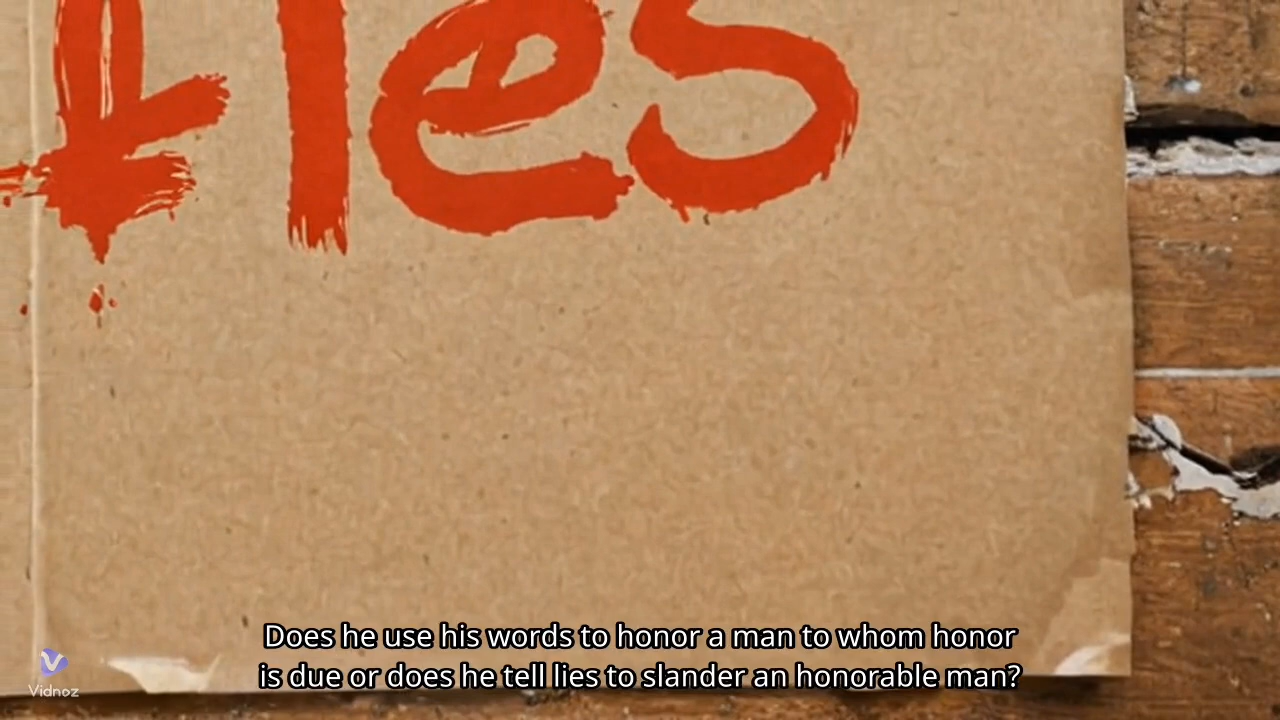 lies
Does he use his words to honor a man to whom honor
is due or does he tell lies to slander an honorable man?
Vidnoz